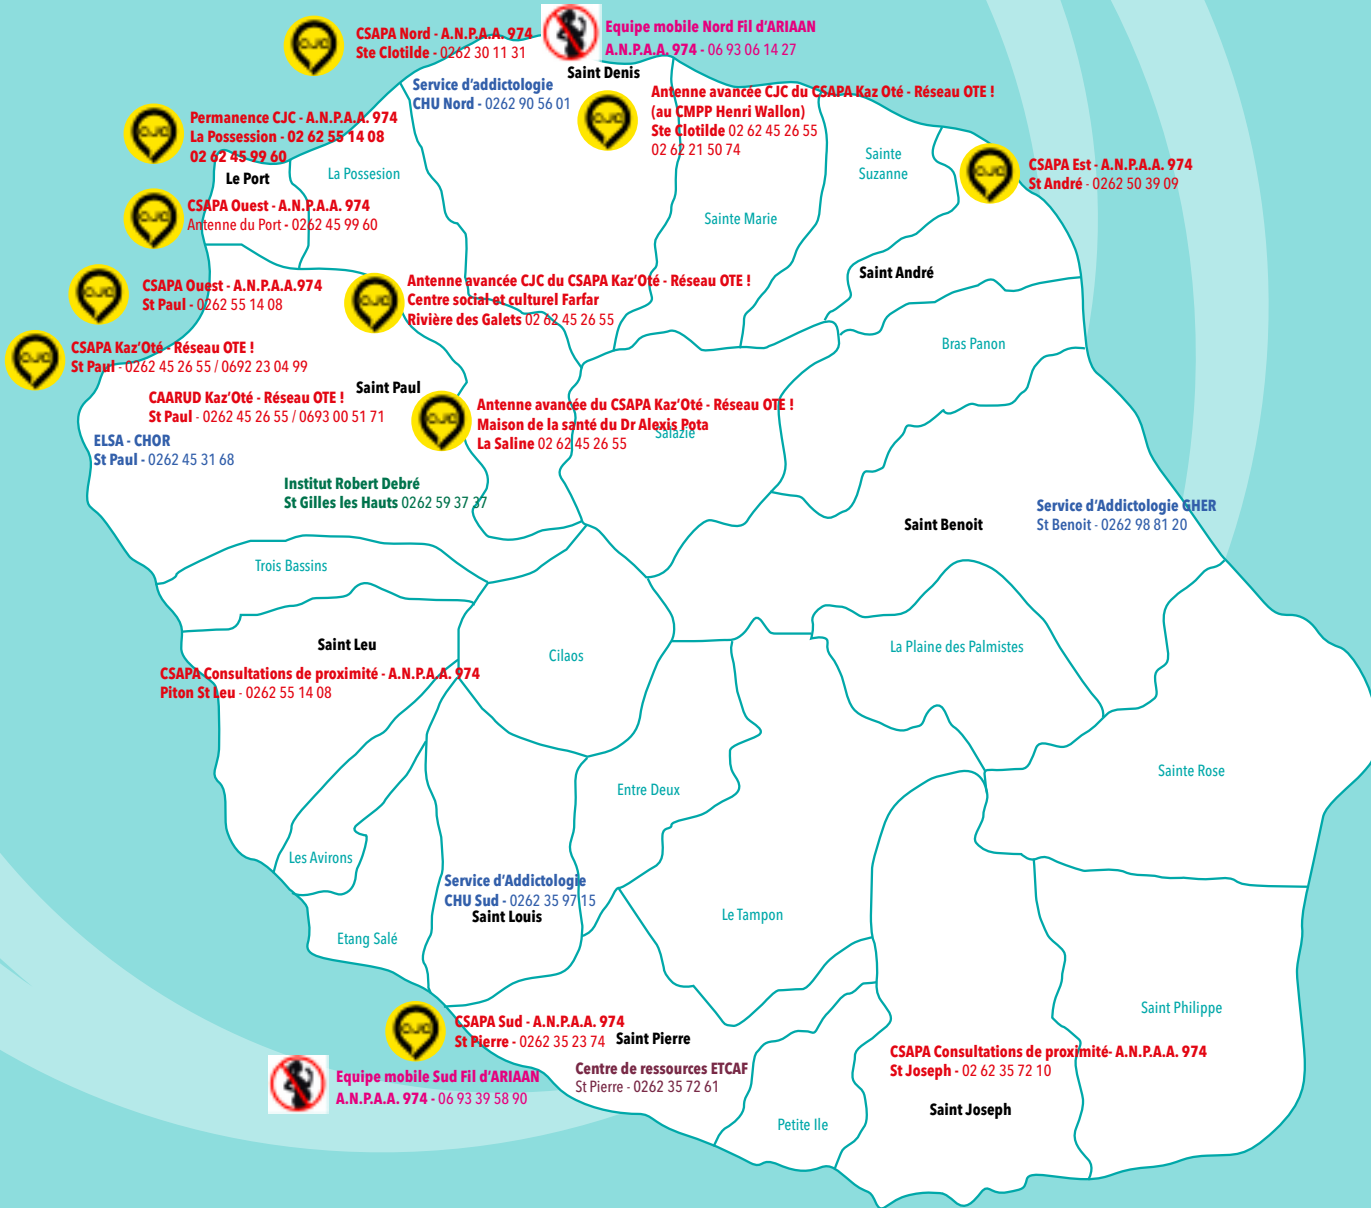 CSAPA Nord - A.N.P.A.A. 974
Ste Clotilde - 0262 30 11 31
Equipe mobile Nord Fil d'ARIAAN
A.N.P.A.A. 974 - 06 93 06 14 27
Saint Denis
Service d'addictologie
CHU Nord - 0262 90 56 01
CJC
CJC
Antenne avancée CJC du CSAPA Kaz Oté - Réseau OTE !
(au CMPP Henri Wallon)
Ste Clotilde 02 62 45 26 55
02 62 21 50 74
CJC
Permanence CJC - A.N.P.A.A. 974
La Possession - 02 62 55 14 08
02 62 45 99 60
Le Port
La Possesion
Sainte
Suzanne
CJC
CSAPA Est - A.N.P.A.A. 974
St André - 0262 50 39 09
CJC
CSAPA Ouest - A.N.P.A.A. 974
Antenne du Port - 0262 45 99 60
Sainte Marie
Saint André
CJC
CSAPA Ouest - A.N.P.A.A.974
St Paul - 0262 55 14 08
CJC
Antenne avancée CJC du CSAPA Kaz'Oté - Réseau OTE !
Centre social et culturel Farfar
Rivière des Galets 02 62 45 26 55
Bras Panon
CJC
CSAPA Kaz'Oté - Réseau OTE !
St Paul - 0262 45 26 55 / 0692 23 04 99
Saint Paul
CAARUD Kaz'Oté - Réseau OTE !
St Paul - 0262 45 26 55 / 0693 00 51 71
CJC
Antenne avancée du CSAPA Kaz'Oté - Réseau OTE !
Maison de la santé du Dr Alexis Pota
La Saline 02 62 45 26 55
Salazie
ELSA - CHOR
St Paul - 0262 45 31 68
Institut Robert Debré
St Gilles les Hauts 0262 59 37 37
Saint Benoit
Service d'Addictologie GHER
St Benoit - 0262 98 81 20
Trois Bassins
Saint Leu
Cilaos
La Plaine des Palmistes
CSAPA Consultations de proximité - A.N.P.A.A. 974
Piton St Leu - 0262 55 14 08
Sainte Rose
Entre Deux
Les Avirons
Service d'Addictologie
CHU Sud - 0262 35 97 15
Saint Louis
Le Tampon
Etang Salé
Saint Philippe
CJC
CSAPA Sud - A.N.P.A.A. 974
St Pierre - 0262 35 23 74
Saint Pierre
CSAPA Consultations de proximité- A.N.P.A.A. 974
St Joseph - 02 62 35 72 10
Equipe mobile Sud Fil d'ARIAAN
A.N.P.A.A. 974 - 06 93 39 58 90
Centre de ressources ETCAF
St Pierre - 0262 35 72 61
Saint Joseph
Petite Ile